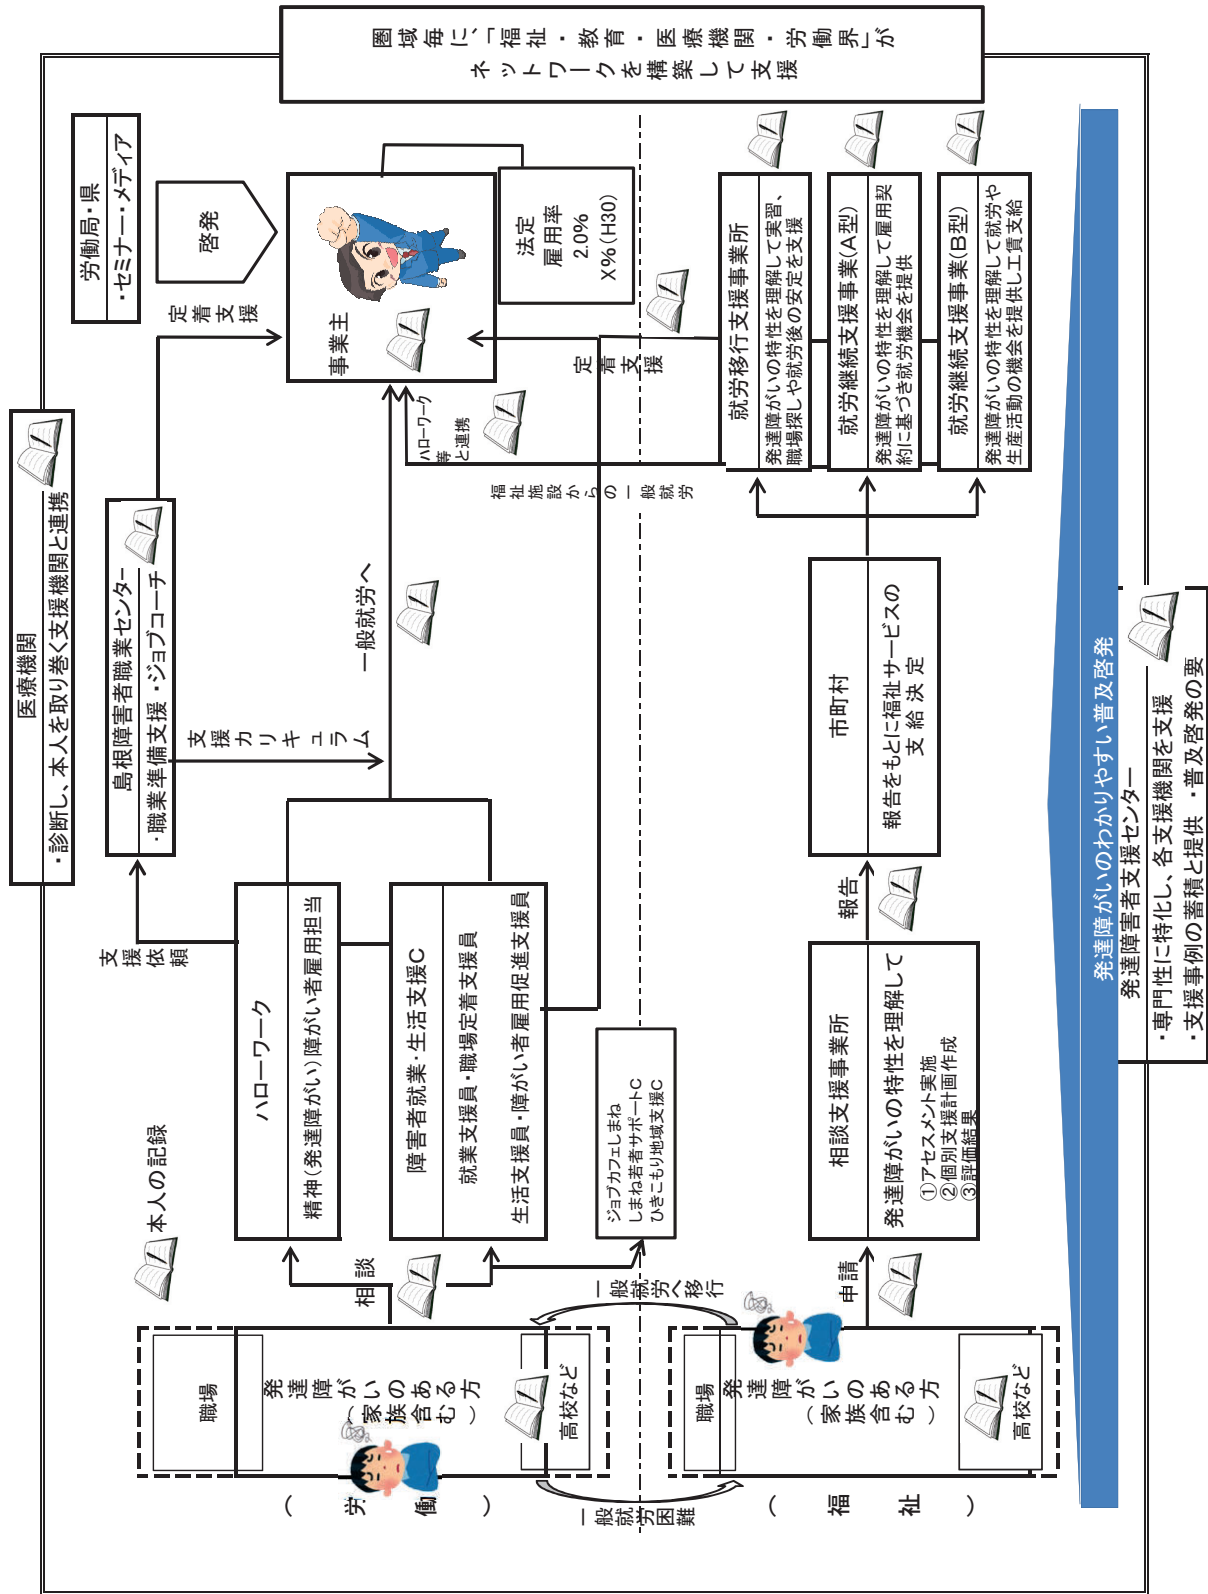 圏域毎に、「福祉・教育・医療機関・労働界」が
ネットワークを構築して支援
医療機関
・診断し、本人を取り巻く支援機関と連携
労働局・県
・セミナー・メディア
啓発
島根障害者職業センター
・職業準備支援・ジョブコーチ
定着支援
支援カリキュラム
支援依頼
本人の記録
事業主
法定
雇用率
2.0%
X%(H30)
一般就労へ
ハローワーク
等
と連携
福祉施設からの一般就労
定着支援
ハローワーク
精神(発達障がい)障がい者雇用担当
障害者就業・生活支援C
就業支援員・職場定着支援員
生活支援員・障がい者雇用促進支援員
ジョブカフェしまね
しまね若者サポートC
ひきこもり地域支援C
相談
職場
発達障がいのある方
(家族含む)
高校など
(労働)
一般就労へ移行
一般就労困難
職場
発達障がいのある方
(家族含む)
高校など
(福祉)
申請
相談支援事業所
発達障がいの特性を理解して
①アセスメント実施
②個別支援計画作成
③評価結果
報告
市町村
報告をもとに福祉サービスの
支給決定
就労移行支援事業所
発達障がいの特性を理解して実習、
職場探しや就労後の安定を支援
就労継続支援事業(A型)
発達障がいの特性を理解して雇用契
約に基づき就労機会を提供
就労継続支援事業(B型)
発達障がいの特性を理解して就労や
生産活動の機会を提供し工賃支給
発達障がいのわかりやすい普及啓発
発達障害者支援センター
・専門性に特化し、各支援機関を支援
・支援事例の蓄積と提供 ・普及啓発の要